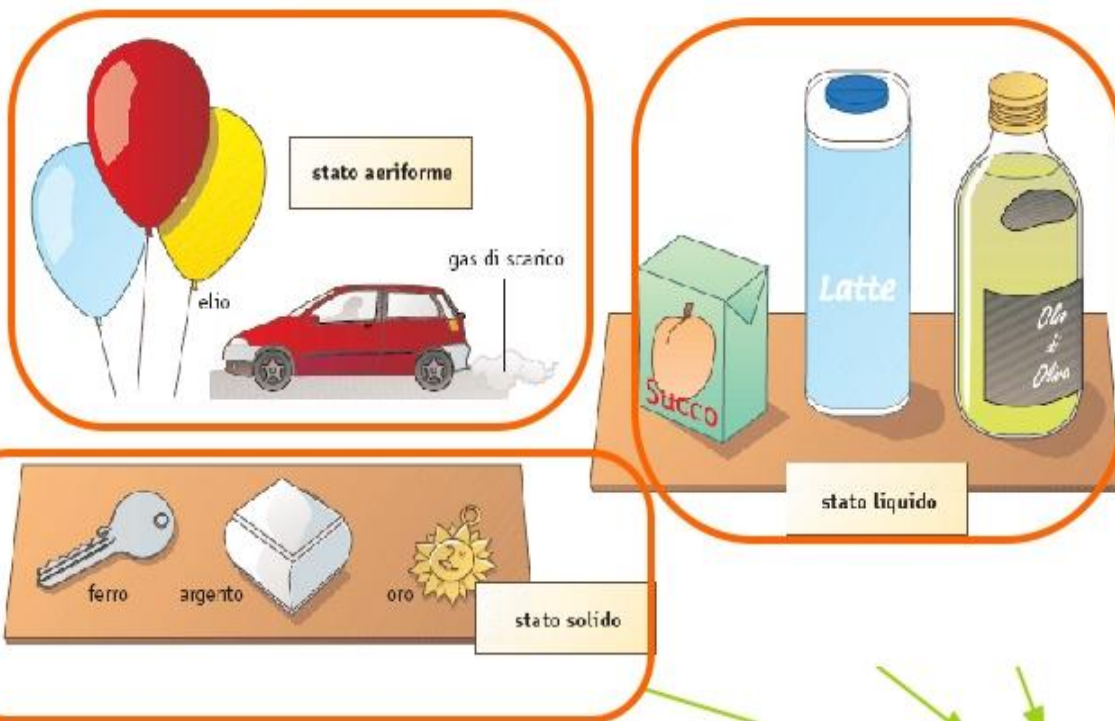 stato aeriforme
gas di scarico
elio
Latte
Olio
di
Oliva
Succo
stato liquido
ferro
argento
oro
stato solido